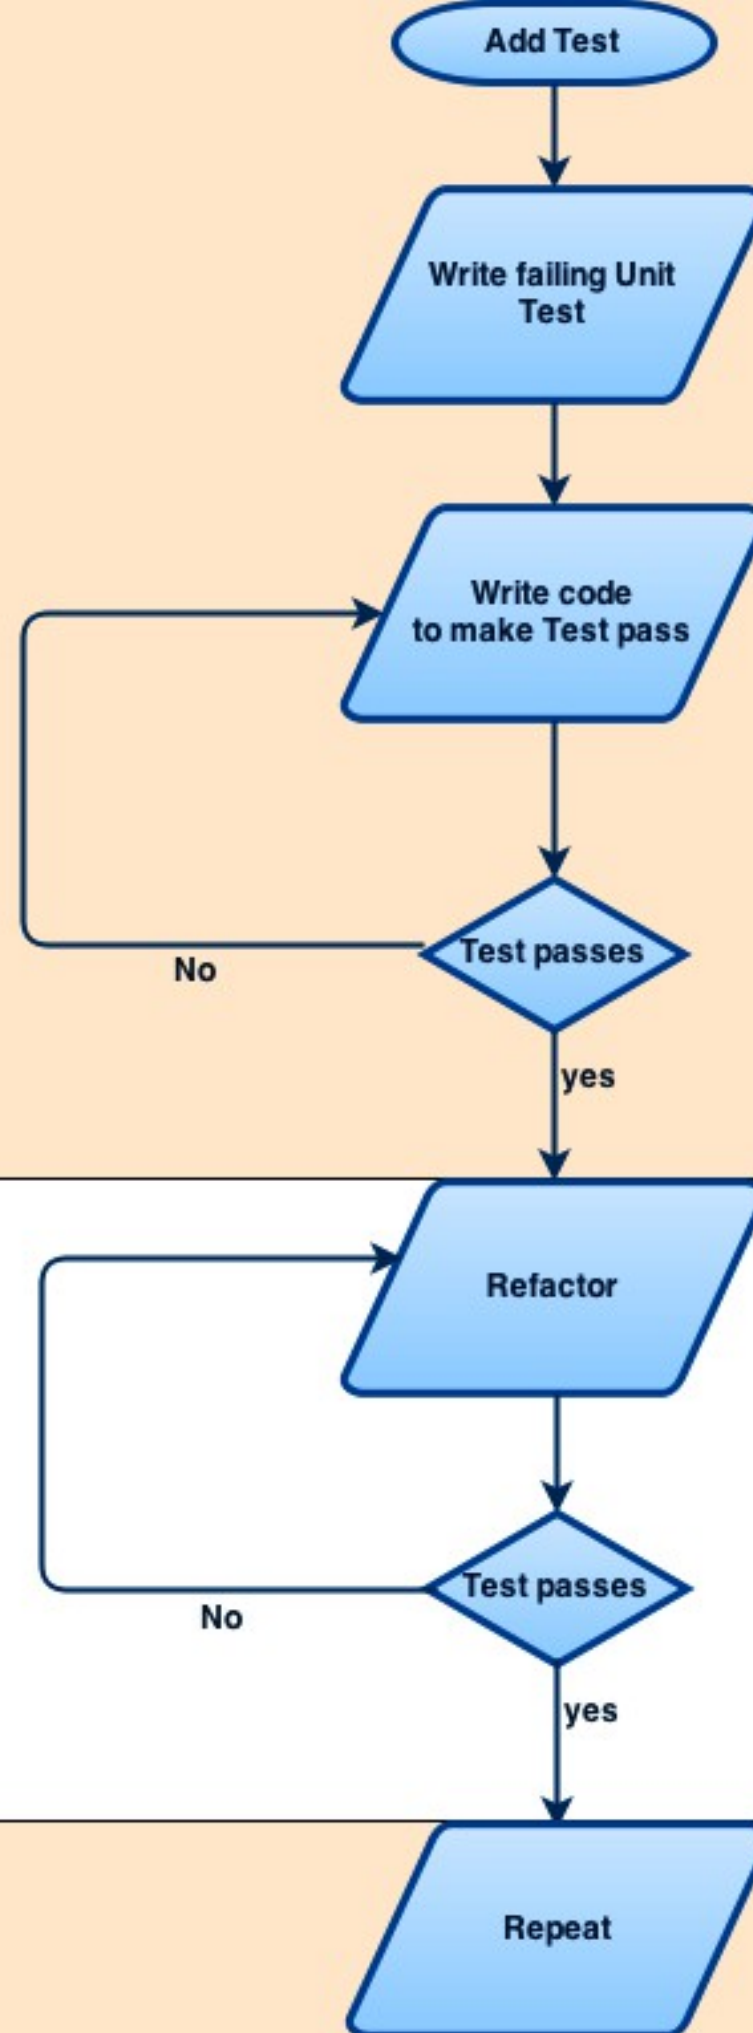 Add Test
Write failing Unit
Test
Write code
to make Test pass
Test passes
No
yes
Refactor
Test passes
No
yes
Repeat